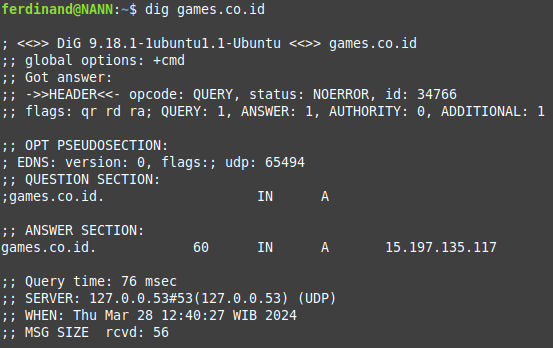 ferdinand@NANN:~$ dig games.co.id
; <<>> DiG 9.18.1-1ubuntu1.1-Ubuntu <<>> games.co.id
;; global options: +cmd
;; Got answer:
;; ->>HEADER<<- opcode: QUERY, status: NOERROR, id: 34766
;; flags: qr rd ra; QUERY: 1, ANSWER: 1, AUTHORITY: 0, ADDITIONAL: 1
;; OPT PSEUDOSECTION:
; EDNS: version: 0, flags:; udp: 65494
;; QUESTION SECTION:
;games.co.id. IN A
;; ANSWER SECTION:
games.co.id. 60 IN A 15.197.135.117
;; Query time: 76 msec
;; SERVER: 127.0.0.53#53(127.0.0.53) (UDP)
;; WHEN: Thu Mar 28 12:40:27 WIB 2024
;; MSG SIZE rcvd: 56